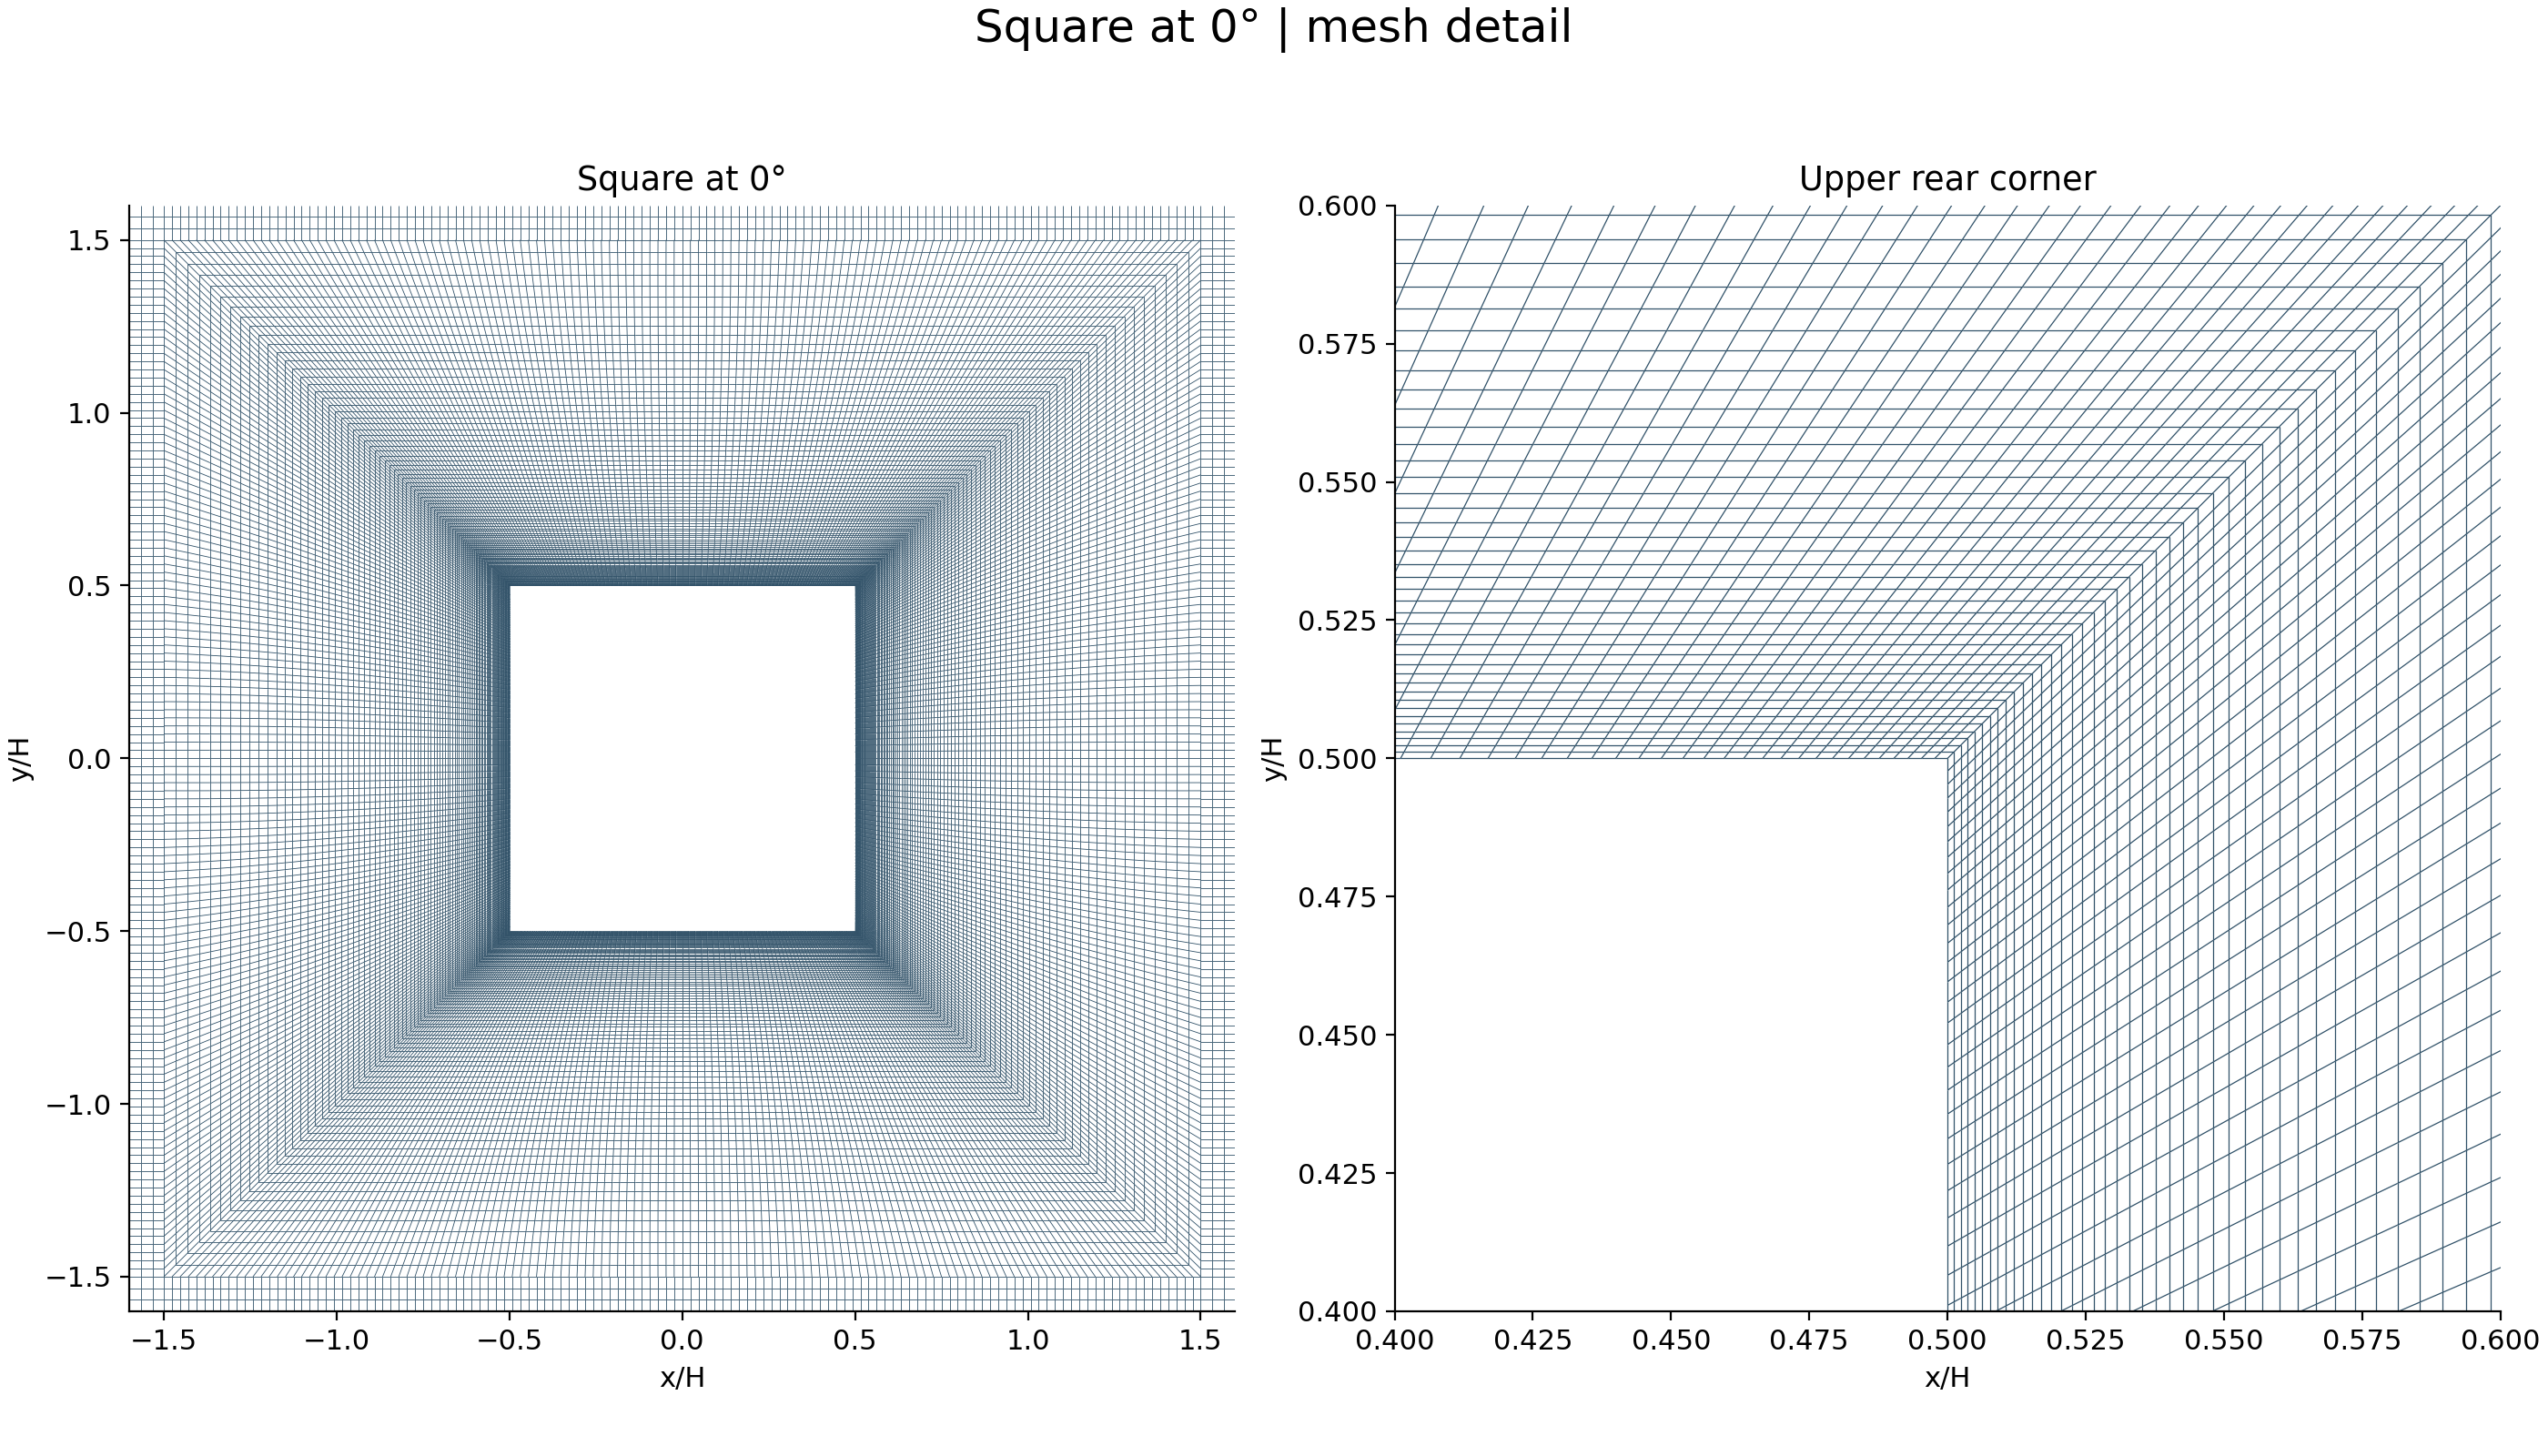 Square at 0° | mesh detail
Square at 0°
1.5
1.0
0.5
0.0
−0.5
−1.0
−1.5
y/H
−1.5 −1.0 −0.5 0.0 0.5 1.0 1.5
x/H
Upper rear corner
0.600
0.575
0.550
0.525
0.500
0.475
0.450
0.425
0.400
y/H
0.400 0.425 0.450 0.475 0.500 0.525 0.550 0.575 0.600
x/H